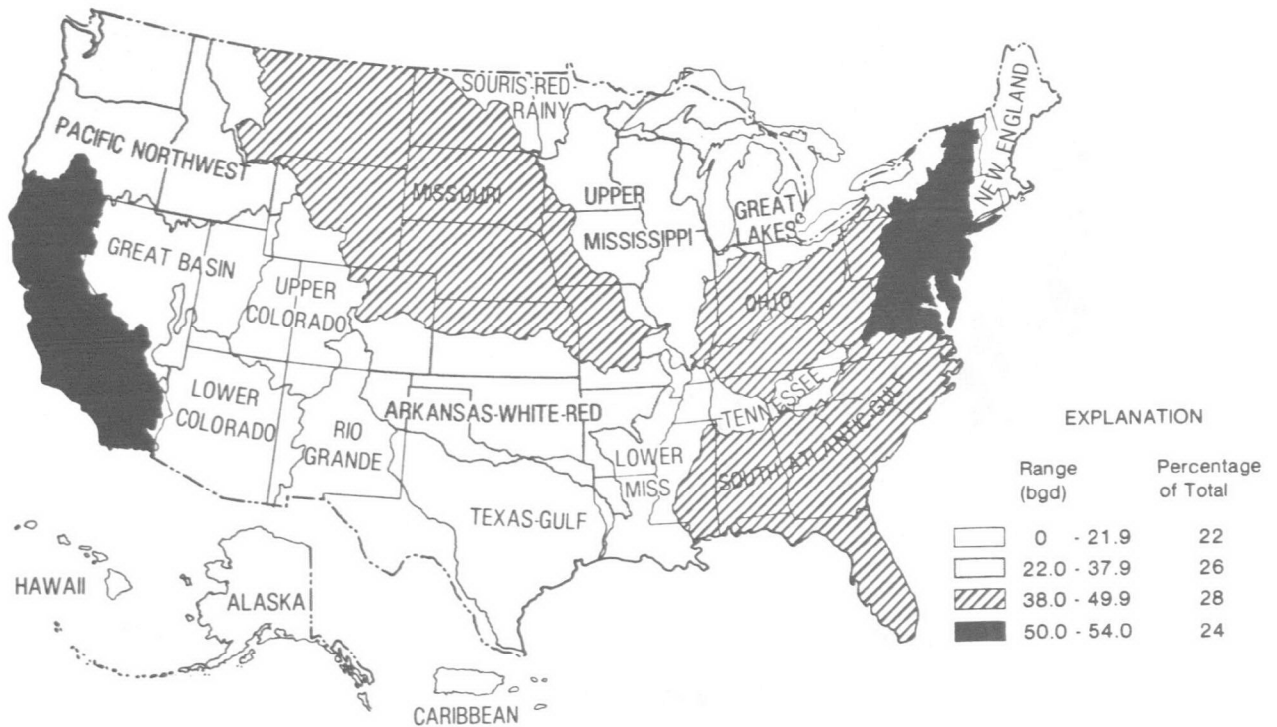 SOURIS-RED-
RAINY
NEW ENGLAND
PACIFIC NORTHWEST
MISSOURI
UPPER
MISSISSIPPI
GREAT
LAKES
GREAT BASIN
UPPER
COLORADO
OHIO
LOWER
COLORADO
RIO
GRANDE
ARKANSAS-WHITE-RED
TENNESSEE
SOUTH ATLANTIC-GULF
LOWER
MISS
TEXAS-GULF
HAWAII
ALASKA
CARIBBEAN
EXPLANATION
Range Percentage
(bgd) of Total
0 - 21.9 22
22.0 - 37.9 26
38.0 - 49.9 28
50.0 - 54.0 24